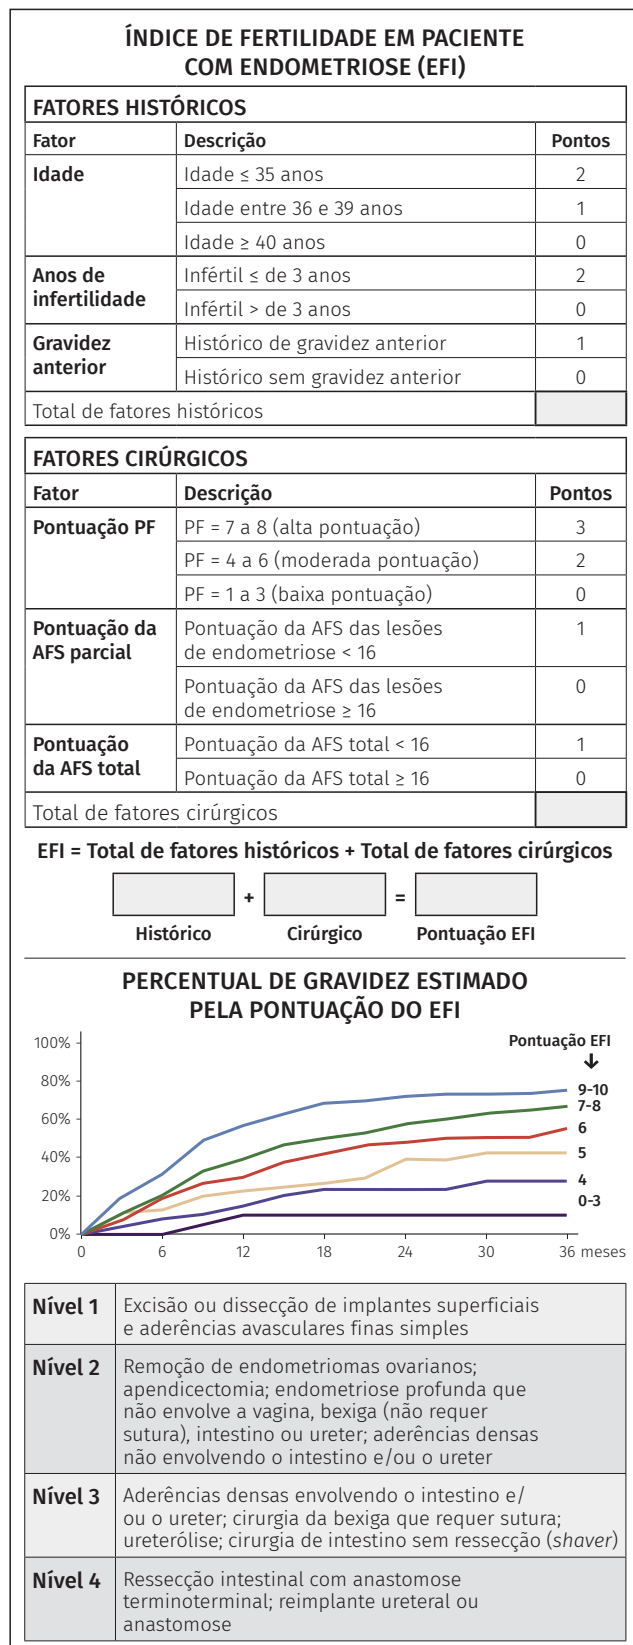 ÍNDICE DE FERTILIDADE EM PACIENTE
COM ENDOMETRIOSE (EFI)
FATORES HISTÓRICOS
Fator Descrição Pontos
Idade Idade ≤ 35 anos 2
Idade entre 36 e 39 anos 1
Idade ≥ 40 anos 0
Anos de infertilidade Infértil ≤ de 3 anos 2
Infértil > de 3 anos 0
Gravidez anterior Histórico de gravidez anterior 1
Histórico sem gravidez anterior 0
Total de fatores históricos
FATORES CIRÚRGICOS
Fator Descrição Pontos
Pontuação PF PF = 7 a 8 (alta pontuação) 3
PF = 4 a 6 (moderada pontuação) 2
PF = 1 a 3 (baixa pontuação) 0
Pontuação da Pontuação da AFS das lesões 1
AFS parcial de endometriose < 16
Pontuação da AFS das lesões 0
de endometriose ≥ 16
Pontuação da AFS total Pontuação da AFS total < 16 1
Pontuação da AFS total ≥ 16 0
Total de fatores cirúrgicos
EFI = Total de fatores históricos + Total de fatores cirúrgicos
+ =
Histórico Cirúrgico Pontuação EFI
PERCENTUAL DE GRAVIDEZ ESTIMADO
PELA PONTUAÇÃO DO EFI
Pontuação EFI
↓
100%
80%
60%
40%
20%
0%
9-10
7-8
6
5
4
0-3
0 6 12 18 24 30 36 meses
Nível 1 Excisão ou dissecção de implantes superficiais
e aderências avasculares finas simples
Nível 2 Remoção de endometriomas ovarianos;
apendicectomia; endometriose profunda que
não envolve a vagina, bexiga (não requer
sutura), intestino ou ureter; aderências densas
não envolvendo o intestino e/ou o ureter
Nível 3 Aderências densas envolvendo o intestino e/
ou o ureter; cirurgia da bexiga que requer sutura;
ureterólise; cirurgia de intestino sem ressecção (shaver)
Nível 4 Ressecção intestinal com anastomose
terminoterminal; reimplante ureteral ou
anastomose